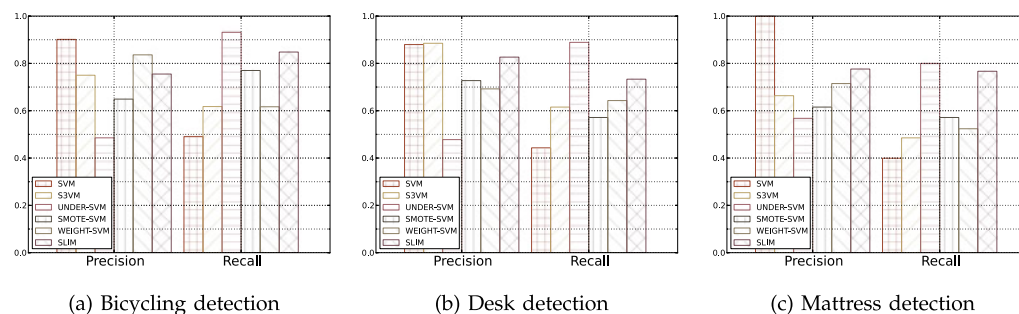 1.0
0.8
0.6
0.4
0.2
0.0
SVM
S3VM
UNDER-SVM
SMOTE-SVM
WEIGHT-SVM
SLIM
Precision Recall
(a) Bicycling detection
1.0
0.8
0.6
0.4
0.2
0.0
SVM
S3VM
UNDER-SVM
SMOTE-SVM
WEIGHT-SVM
SLIM
Precision Recall
(b) Desk detection
1.0
0.8
0.6
0.4
0.2
0.0
SVM
S3VM
UNDER-SVM
SMOTE-SVM
WEIGHT-SVM
SLIM
Precision Recall
(c) Mattress detection